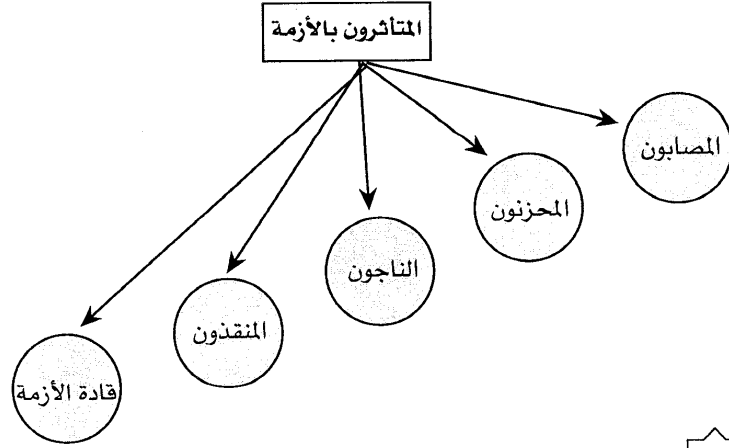 المتأثرون بالأزمة
المصابون
المحزنون
الناجون
المنقذون
قادة الأزمة